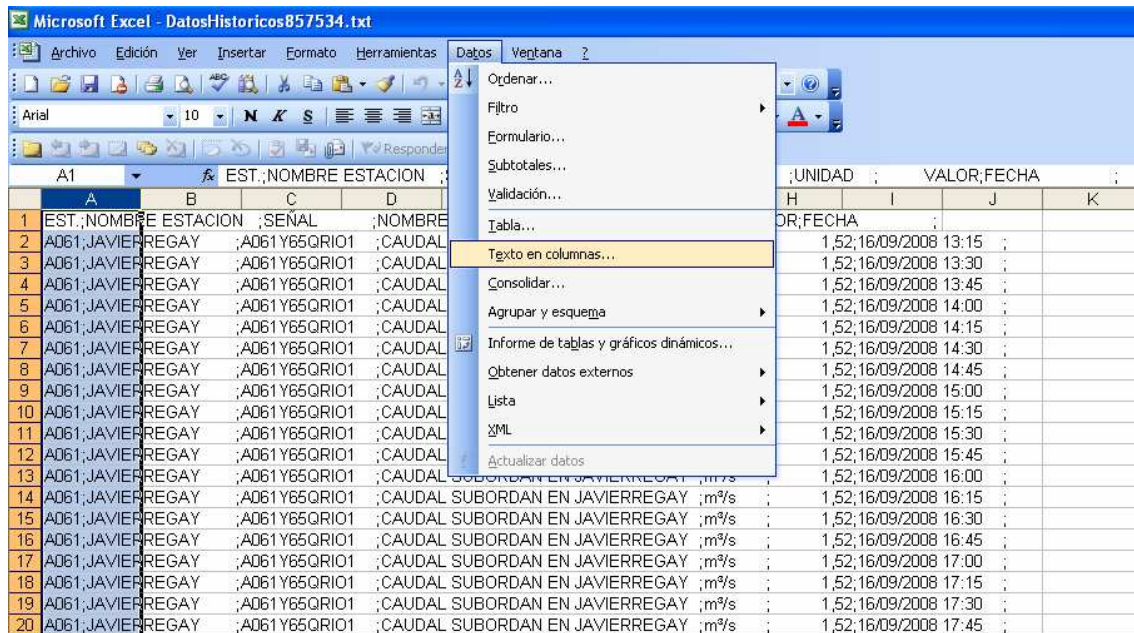 Microsoft Excel - DatosHistoricos857534.txt
Archivo Edición Ver Insertar Formato Herramientas Datos Ventana ?
Arial 10 N K S
Responder
A1 fx EST.;NOMBRE ESTACION ; ;UNIDAD ; VALOR;FECHA ;
Ordenar...
Filtro
Formulario...
Subtotales...
Validación...
Tabla...
Texto en columnas...
Consolidar...
Agrupar y esquema
Informe de tablas y gráficos dinámicos...
Obtener datos externos
Lista
XML
Actualizar datos
A B C D H I J K
1 EST.;NOMBRE ESTACION ;SEÑAL ;NOMBRE OR;FECHA ;
2 A061;JAVIERREGAY ;A061Y65QRIO1 ;CAUDAL 1,52;16/09/2008 13:15 ;
3 A061;JAVIERREGAY ;A061Y65QRIO1 ;CAUDAL 1,52;16/09/2008 13:30 ;
4 A061;JAVIERREGAY ;A061Y65QRIO1 ;CAUDAL 1,52;16/09/2008 13:45 ;
5 A061;JAVIERREGAY ;A061Y65QRIO1 ;CAUDAL 1,52;16/09/2008 14:00 ;
6 A061;JAVIERREGAY ;A061Y65QRIO1 ;CAUDAL 1,52;16/09/2008 14:15 ;
7 A061;JAVIERREGAY ;A061Y65QRIO1 ;CAUDAL 1,52;16/09/2008 14:30 ;
8 A061;JAVIERREGAY ;A061Y65QRIO1 ;CAUDAL 1,52;16/09/2008 14:45 ;
9 A061;JAVIERREGAY ;A061Y65QRIO1 ;CAUDAL 1,52;16/09/2008 15:00 ;
10 A061;JAVIERREGAY ;A061Y65QRIO1 ;CAUDAL 1,52;16/09/2008 15:15 ;
11 A061;JAVIERREGAY ;A061Y65QRIO1 ;CAUDAL 1,52;16/09/2008 15:30 ;
12 A061;JAVIERREGAY ;A061Y65QRIO1 ;CAUDAL 1,52;16/09/2008 15:45 ;
13 A061;JAVIERREGAY ;A061Y65QRIO1 ;CAUDAL SUBORDAN EN JAVIERREGAY ;m³/s ; 1,52;16/09/2008 16:00 ;
14 A061;JAVIERREGAY ;A061Y65QRIO1 ;CAUDAL SUBORDAN EN JAVIERREGAY ;m³/s ; 1,52;16/09/2008 16:15 ;
15 A061;JAVIERREGAY ;A061Y65QRIO1 ;CAUDAL SUBORDAN EN JAVIERREGAY ;m³/s ; 1,52;16/09/2008 16:30 ;
16 A061;JAVIERREGAY ;A061Y65QRIO1 ;CAUDAL SUBORDAN EN JAVIERREGAY ;m³/s ; 1,52;16/09/2008 16:45 ;
17 A061;JAVIERREGAY ;A061Y65QRIO1 ;CAUDAL SUBORDAN EN JAVIERREGAY ;m³/s ; 1,52;16/09/2008 17:00 ;
18 A061;JAVIERREGAY ;A061Y65QRIO1 ;CAUDAL SUBORDAN EN JAVIERREGAY ;m³/s ; 1,52;16/09/2008 17:15 ;
19 A061;JAVIERREGAY ;A061Y65QRIO1 ;CAUDAL SUBORDAN EN JAVIERREGAY ;m³/s ; 1,52;16/09/2008 17:30 ;
20 A061;JAVIERREGAY ;A061Y65QRIO1 ;CAUDAL SUBORDAN EN JAVIERREGAY ;m³/s ; 1,52;16/09/2008 17:45 ;